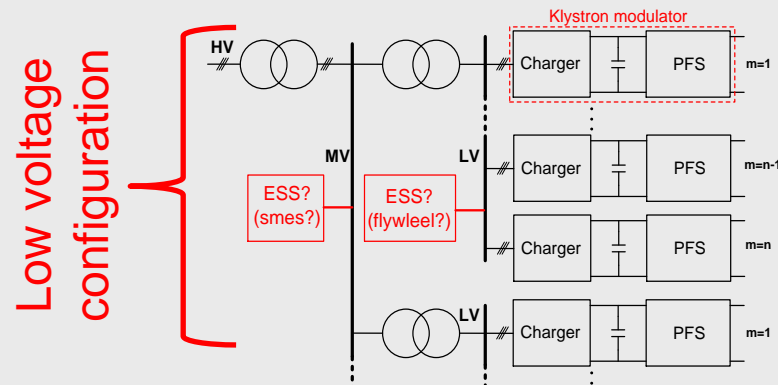 Low voltage
configuration
HV
MV
LV
Klystron modulator
Charger
PFS
m=1
ESS?
(smes?)
ESS?
(flywleel?)
Charger
PFS
m=n-1
Charger
PFS
m=n
LV
Charger
PFS
m=1